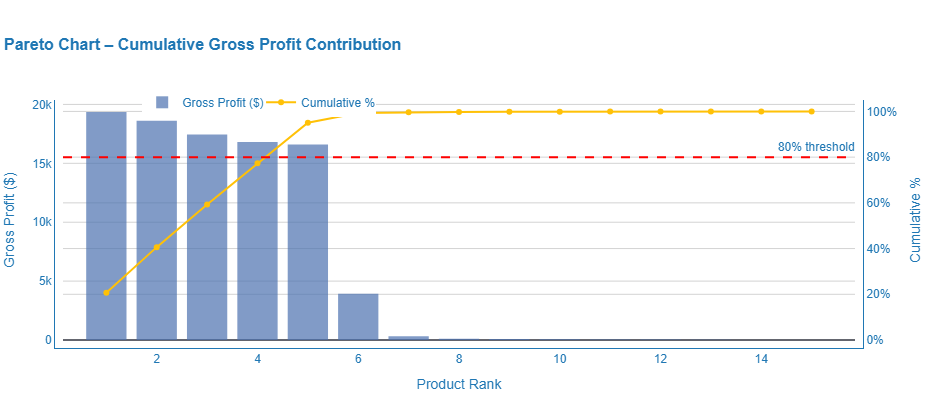 Pareto Chart – Cumulative Gross Profit Contribution
Gross Profit ($) Cumulative %
20k
15k
10k
5k
0
100%
80%
60%
40%
20%
0%
80% threshold
Gross Profit ($)
Cumulative %
2 4 6 8 10 12 14
Product Rank